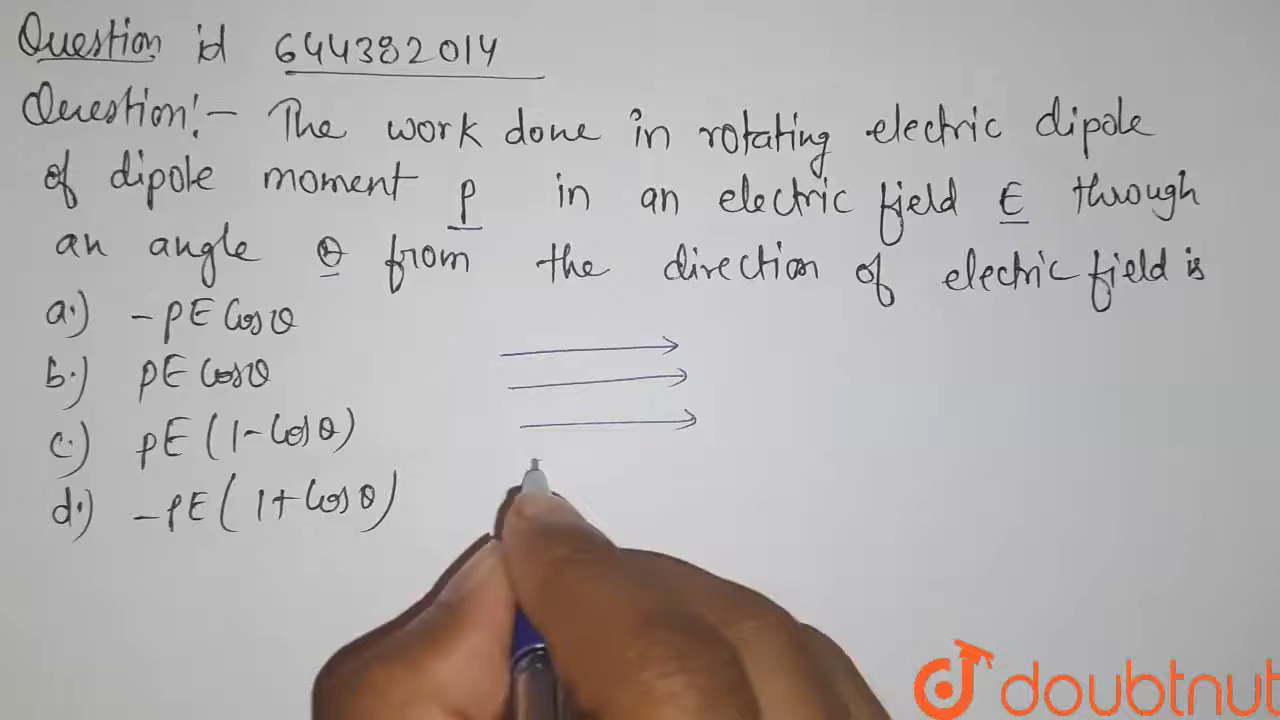 Question id 644382014
Question:- The work done in rotating electric dipole
of dipole moment p in an electric field E through
an angle θ from the direction of electric field is
a.) -pE Cosθ
b.) pE Cosθ
c.) pE(1-Cosθ)
d.) -pE(1+Cosθ)
doubtnut